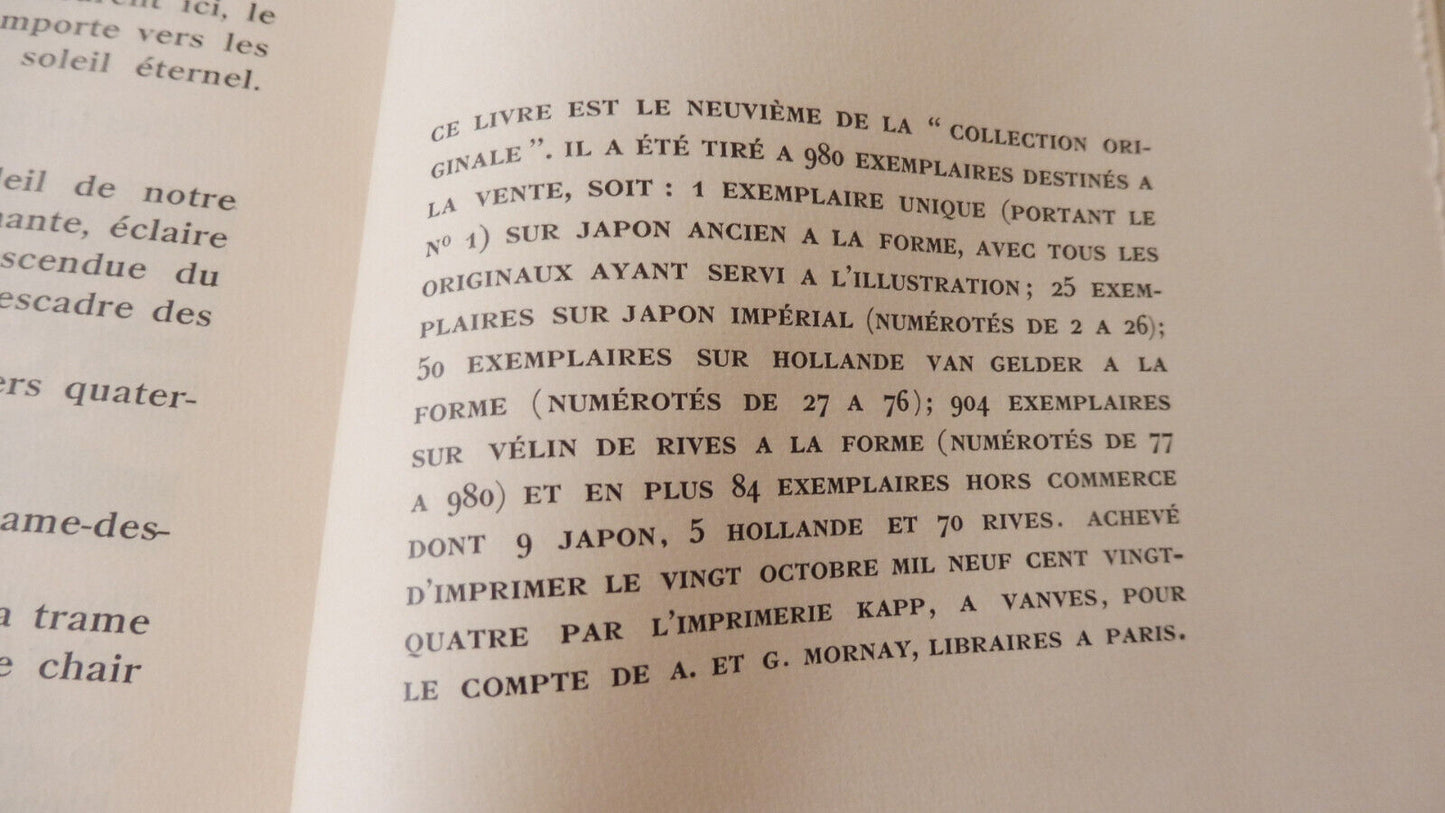 ici, le
mporte vers les
soleil éternel.
leil de notre
nante, éclaire
scendue du
escadre des
ers quater-
ame-des-
a trame
e chair
CE LIVRE EST LE NEUVIÈME DE LA “ COLLECTION ORI-
GINALE ”. IL A ÉTÉ TIRÉ A 980 EXEMPLAIRES DESTINÉS A
LA VENTE, SOIT : 1 EXEMPLAIRE UNIQUE (PORTANT LE
Nº 1) SUR JAPON ANCIEN A LA FORME, AVEC TOUS LES
ORIGINAUX AYANT SERVI A L’ILLUSTRATION ; 25 EXEM-
PLAIRES SUR JAPON IMPÉRIAL (NUMÉROTÉS DE 2 A 26) ;
50 EXEMPLAIRES SUR HOLLANDE VAN GELDER A LA
FORME (NUMÉROTÉS DE 27 A 76) ; 904 EXEMPLAIRES
SUR VÉLIN DE RIVES A LA FORME (NUMÉROTÉS DE 77
A 980) ET EN PLUS 84 EXEMPLAIRES HORS COMMERCE
DONT 9 JAPON, 5 HOLLANDE ET 70 RIVES. ACHEVÉ
D’IMPRIMER LE VINGT OCTOBRE MIL NEUF CENT VINGT-
QUATRE PAR L’IMPRIMERIE KAPP, A VANVES, POUR
LE COMPTE DE A. ET G. MORNAY, LIBRAIRES A PARIS.